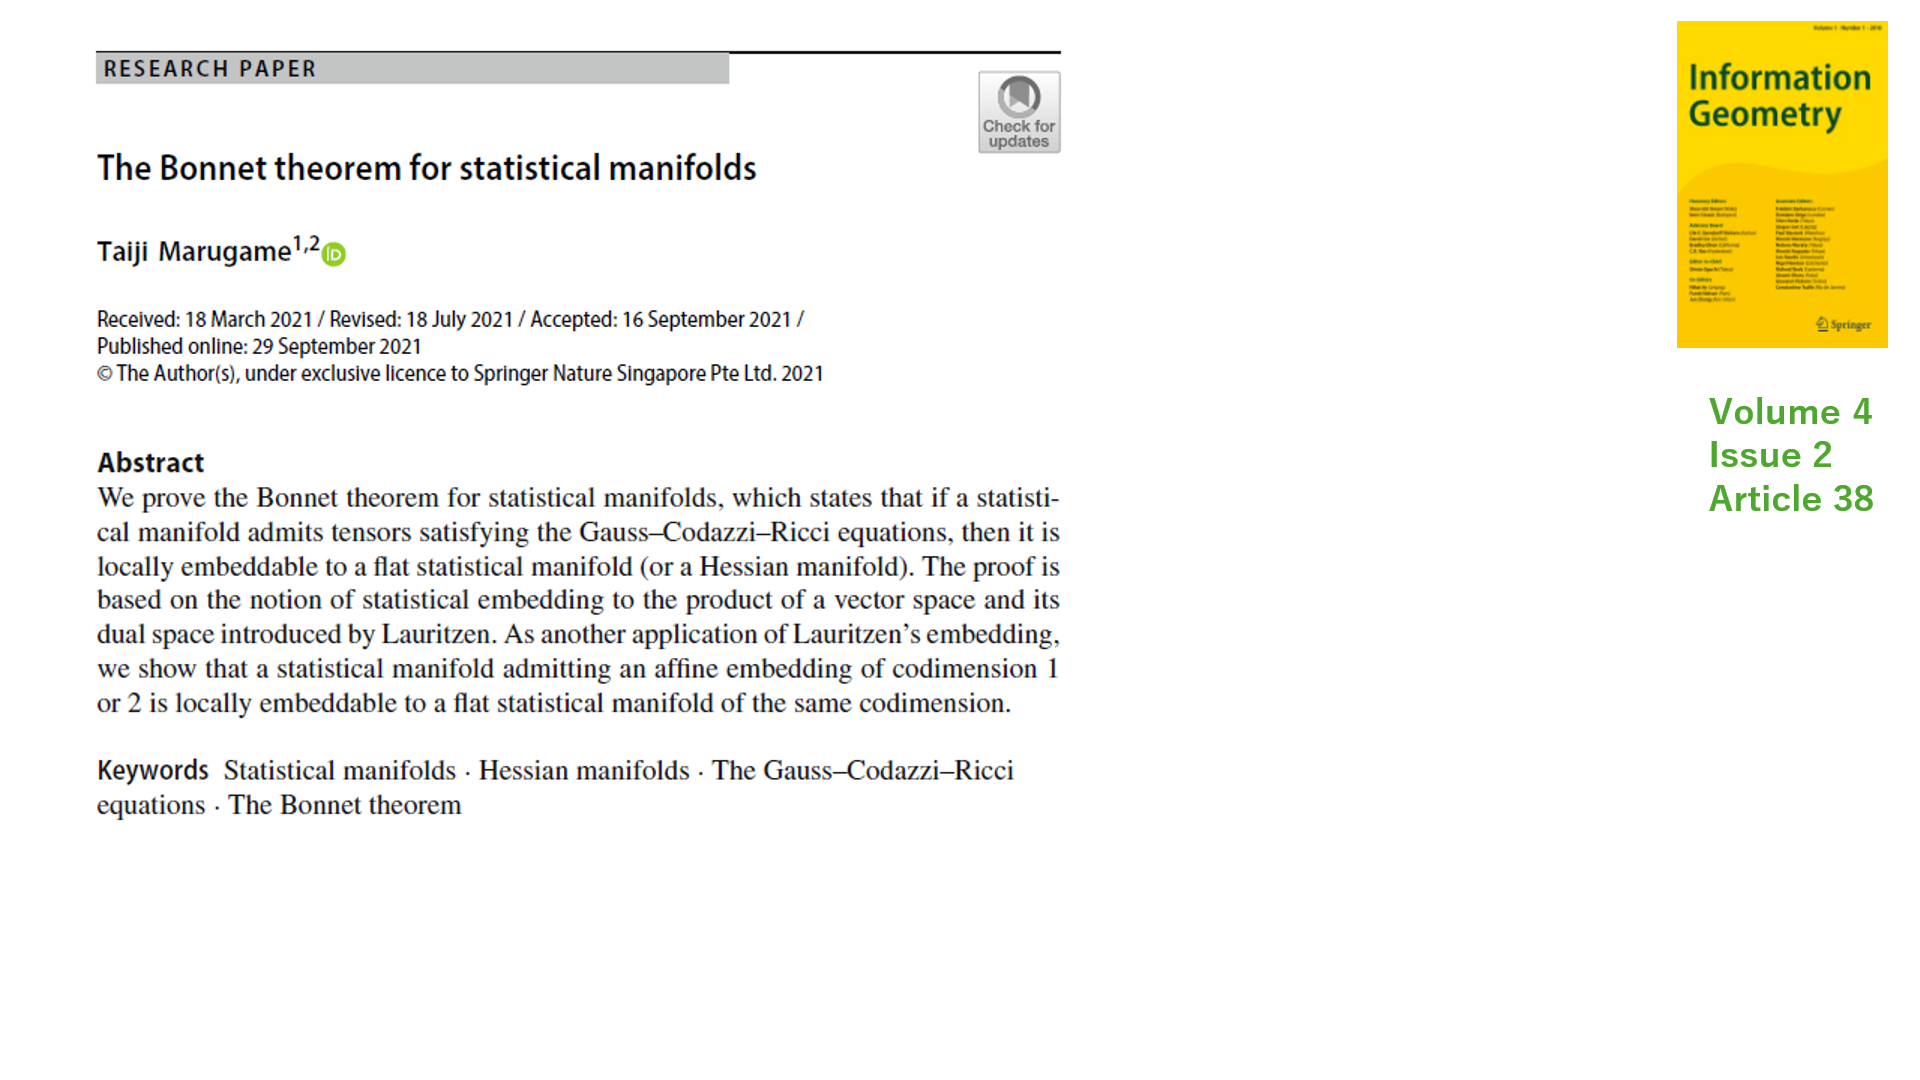 RESEARCH PAPER
Check for
updates
The Bonnet theorem for statistical manifolds
Taiji Marugame1,2
iD
Received: 18 March 2021 / Revised: 18 July 2021 / Accepted: 16 September 2021 /
Published online: 29 September 2021
© The Author(s), under exclusive licence to Springer Nature Singapore Pte Ltd. 2021
Abstract
We prove the Bonnet theorem for statistical manifolds, which states that if a statisti-
cal manifold admits tensors satisfying the Gauss–Codazzi–Ricci equations, then it is
locally embeddable to a flat statistical manifold (or a Hessian manifold). The proof is
based on the notion of statistical embedding to the product of a vector space and its
dual space introduced by Lauritzen. As another application of Lauritzen's embedding,
we show that a statistical manifold admitting an affine embedding of codimension 1
or 2 is locally embeddable to a flat statistical manifold of the same codimension.
Keywords Statistical manifolds · Hessian manifolds · The Gauss–Codazzi–Ricci
equations · The Bonnet theorem
Volume 1 · Number 1 · 2018
Information
Geometry
Springer
Volume 4
Issue 2
Article 38